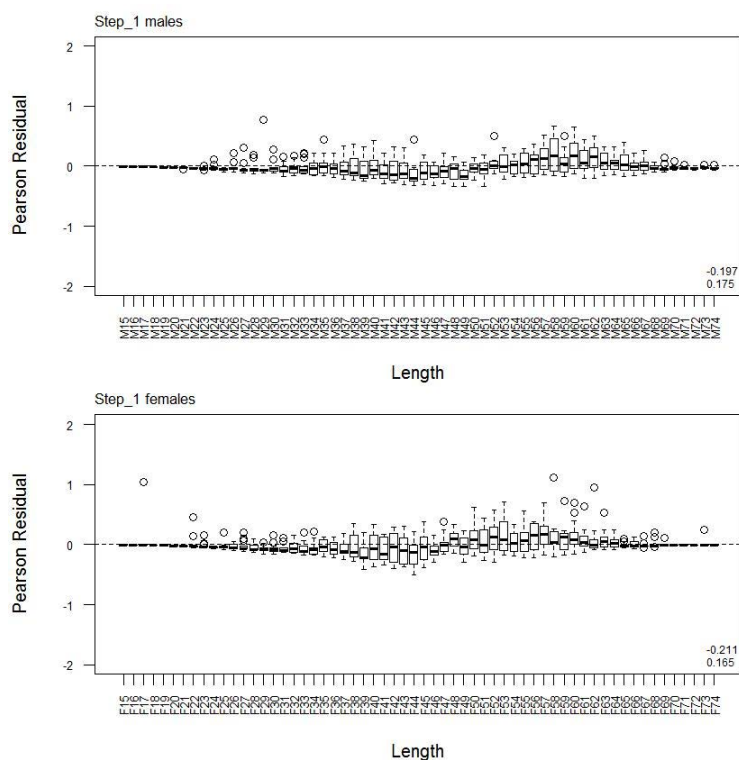 Step_1 males
2
1
0
-1
-2
Pearson Residual
-0.197
0.175
M15 M16 M17 M18 M19 M20 M21 M22 M23 M24 M25 M26 M27 M28 M29 M30 M31 M32 M33 M34 M35 M36 M37 M38 M39 M40 M41 M42 M43 M44 M45 M46 M47 M48 M49 M50 M51 M52 M53 M54 M55 M56 M57 M58 M59 M60 M61 M62 M63 M64 M65 M66 M67 M68 M69 M70 M71 M72 M73 M74
Length
Step_1 females
2
1
0
-1
-2
Pearson Residual
-0.211
0.165
F15 F16 F17 F18 F19 F20 F21 F22 F23 F24 F25 F26 F27 F28 F29 F30 F31 F32 F33 F34 F35 F36 F37 F38 F39 F40 F41 F42 F43 F44 F45 F46 F47 F48 F49 F50 F51 F52 F53 F54 F55 F56 F57 F58 F59 F60 F61 F62 F63 F64 F65 F66 F67 F68 F69 F70 F71 F72 F73 F74
Length